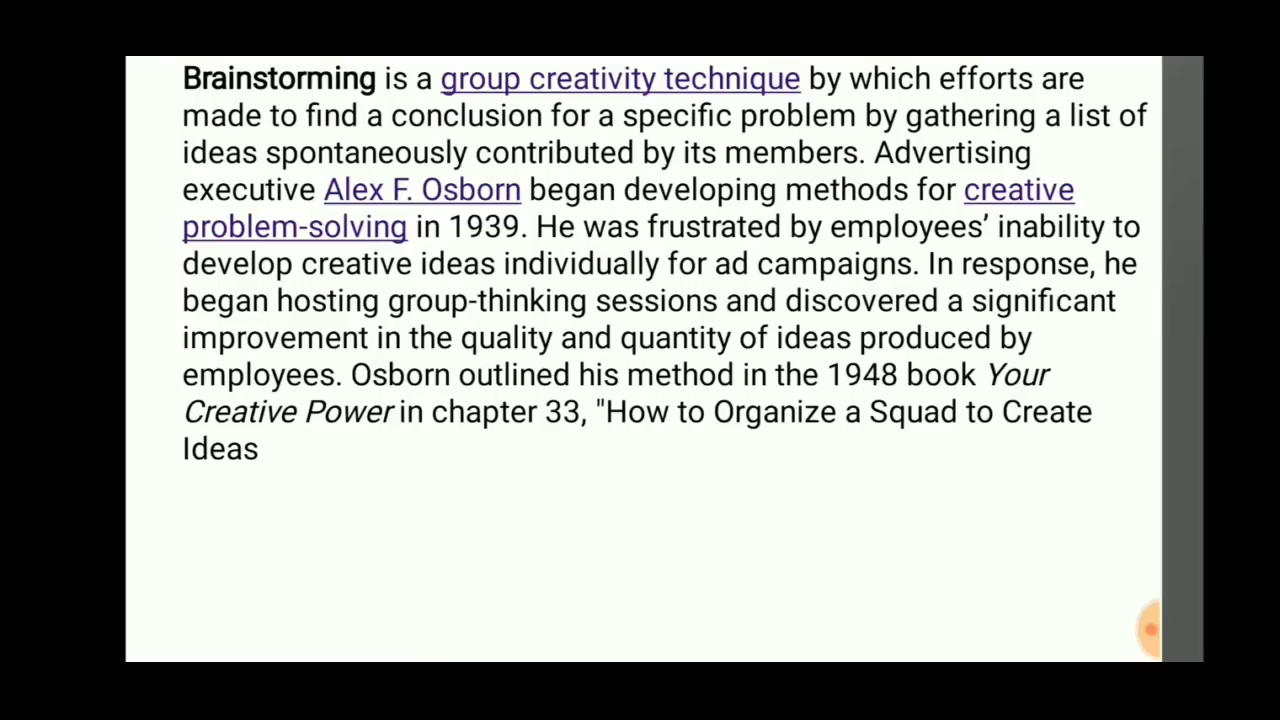 Brainstorming is a group creativity technique by which efforts are
made to find a conclusion for a specific problem by gathering a list of
ideas spontaneously contributed by its members. Advertising
executive Alex F. Osborn began developing methods for creative
problem-solving in 1939. He was frustrated by employees’ inability to
develop creative ideas individually for ad campaigns. In response, he
began hosting group-thinking sessions and discovered a significant
improvement in the quality and quantity of ideas produced by
employees. Osborn outlined his method in the 1948 book Your
Creative Power in chapter 33, "How to Organize a Squad to Create
Ideas